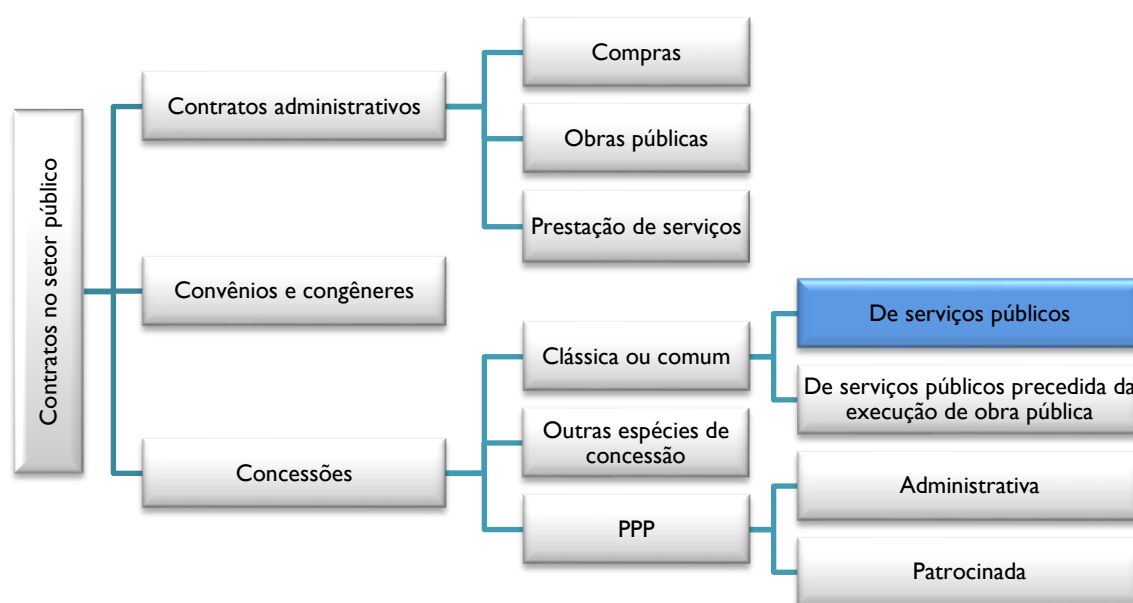 Contratos no setor público
Contratos administrativos
Compras
Obras públicas
Prestação de serviços
Convênios e congêneres
Concessões
Clássica ou comum
De serviços públicos
De serviços públicos precedida da
execução de obra pública
Outras espécies de
concessão
PPP
Administrativa
Patrocinada